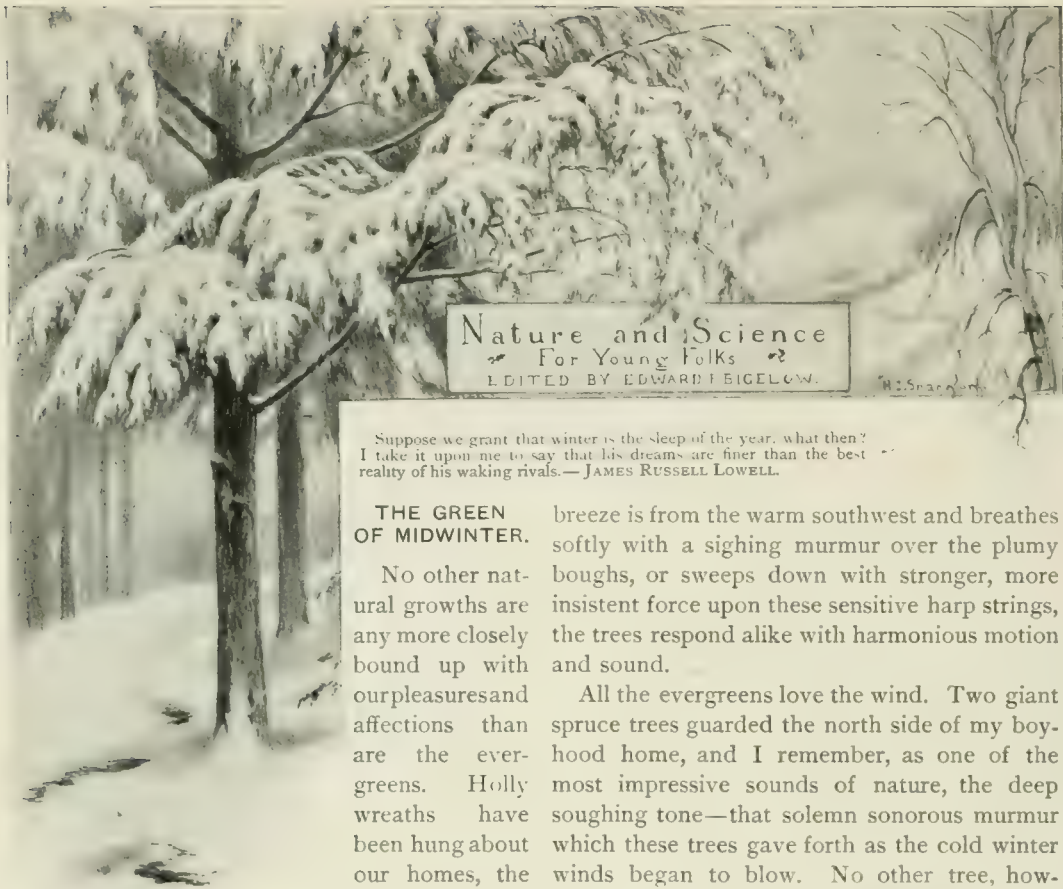 Nature and Science
For Young Folks
EDITED BY EDWARD F. BIGELOW.
Suppose we grant that winter is the sleep of the year, what then?
I take it upon me to say that his dreams are finer than the best
reality of his waking rivals.— JAMES RUSSELL LOWELL.
THE GREEN
OF MIDWINTER.
No other nat-
ural growths are
any more closely
bound up with
ourpleasuresand
affections than
are the ever-
greens. Holly
wreaths have
been hung about
our homes, the
breeze is from the warm southwest and breathes
softly with a sighing murmur over the plumy
boughs, or sweeps down with stronger, more
insistent force upon these sensitive harp strings,
the trees respond alike with harmonious motion
and sound.
All the evergreens love the wind. Two giant
spruce trees guarded the north side of my boy-
hood home, and I remember, as one of the
most impressive sounds of nature, the deep
soughing tone—that solemn sonorous murmur
which these trees gave forth as the cold winter
winds began to blow. No other tree, how-